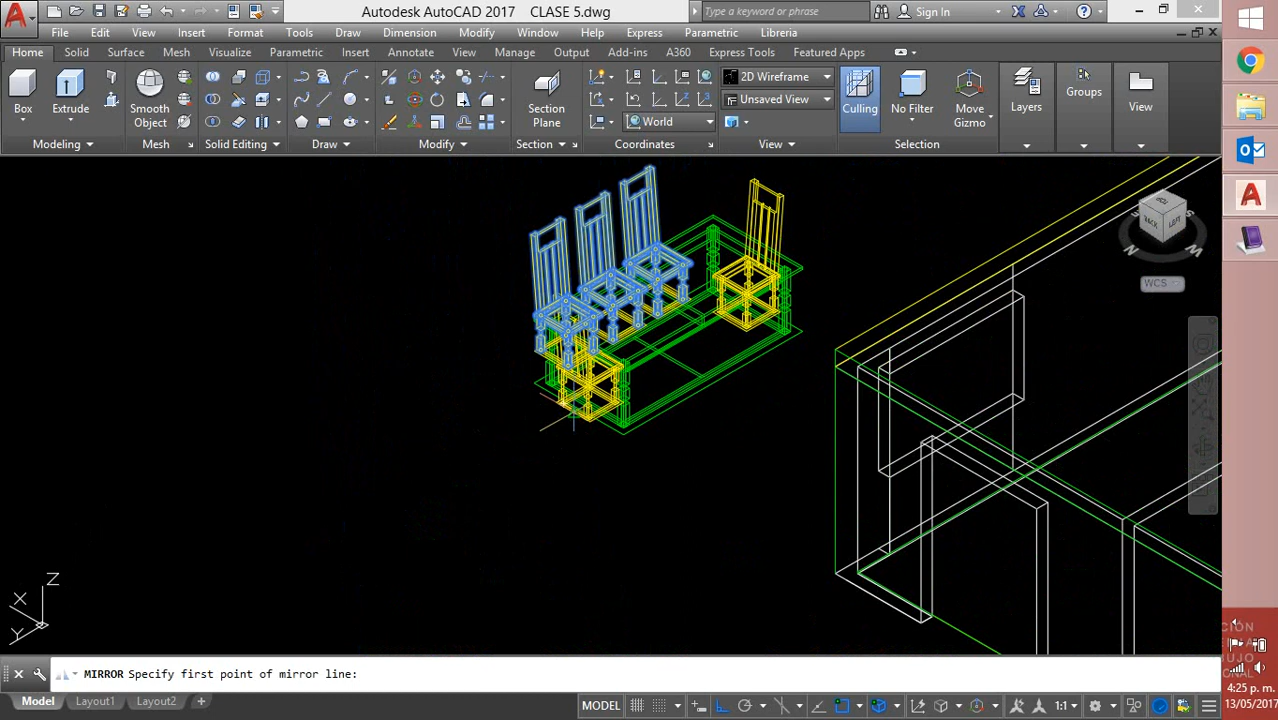 Autodesk AutoCAD 2017 CLASE 5.dwg
Type a keyword or phrase
Sign In
File Edit View Insert Format Tools Draw Dimension Modify Window Help Express Parametric Libreria
Home Solid Surface Mesh Visualize Parametric Insert Annotate View Manage Output Add-ins A360 Express Tools Featured Apps
Box Extrude Smooth Object Section Plane
2D Wireframe
Unsaved View
World
Culling No Filter Move Gizmo Layers Groups View
Modeling Mesh Solid Editing Draw Modify Section Coordinates View Selection
TOP
BACK LEFT
N W
WCS
Z
X
Y
MIRROR Specify first point of mirror line:
Model Layout1 Layout2 +
MODEL 1:1
4:25 p. m.
13/05/2017